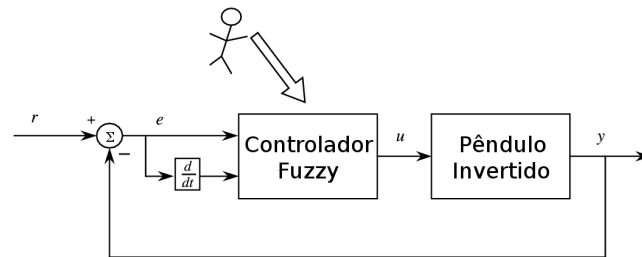 r
+
Σ
−
e
d
dt
Controlador
Fuzzy
u
Pêndulo
Invertido
y